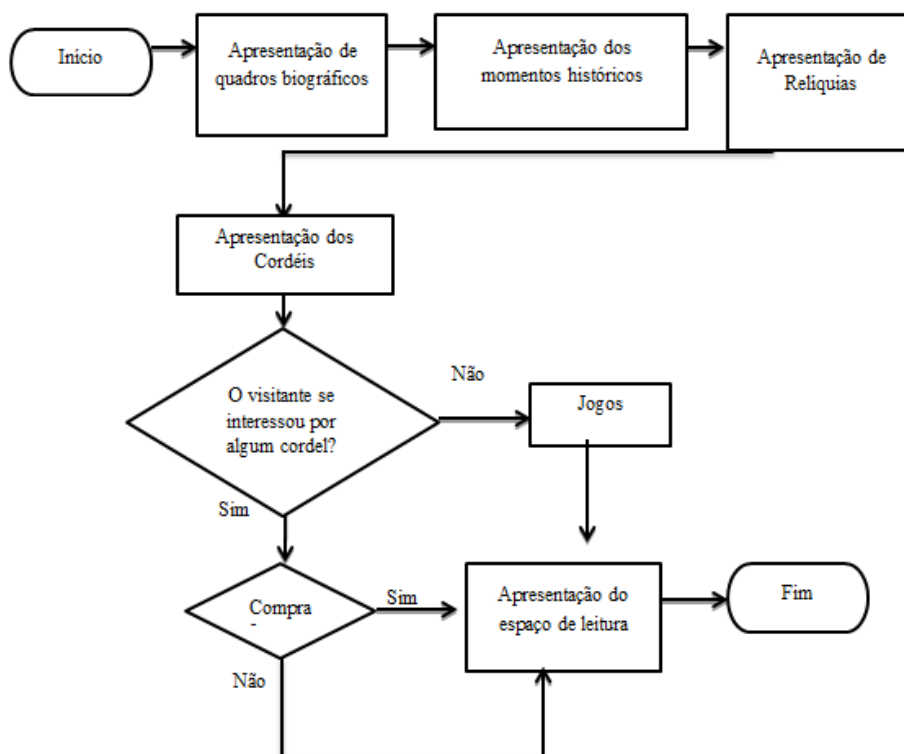 Início
Apresentação de
quadros biográficos
Apresentação dos
momentos históricos
Apresentação de
Relíquias
Apresentação dos
Cordéis
O visitante se
interessou por
algum cordel?
Não
Jogos
Sim
Compra
Sim
Apresentação do
espaço de leitura
Fim
Não